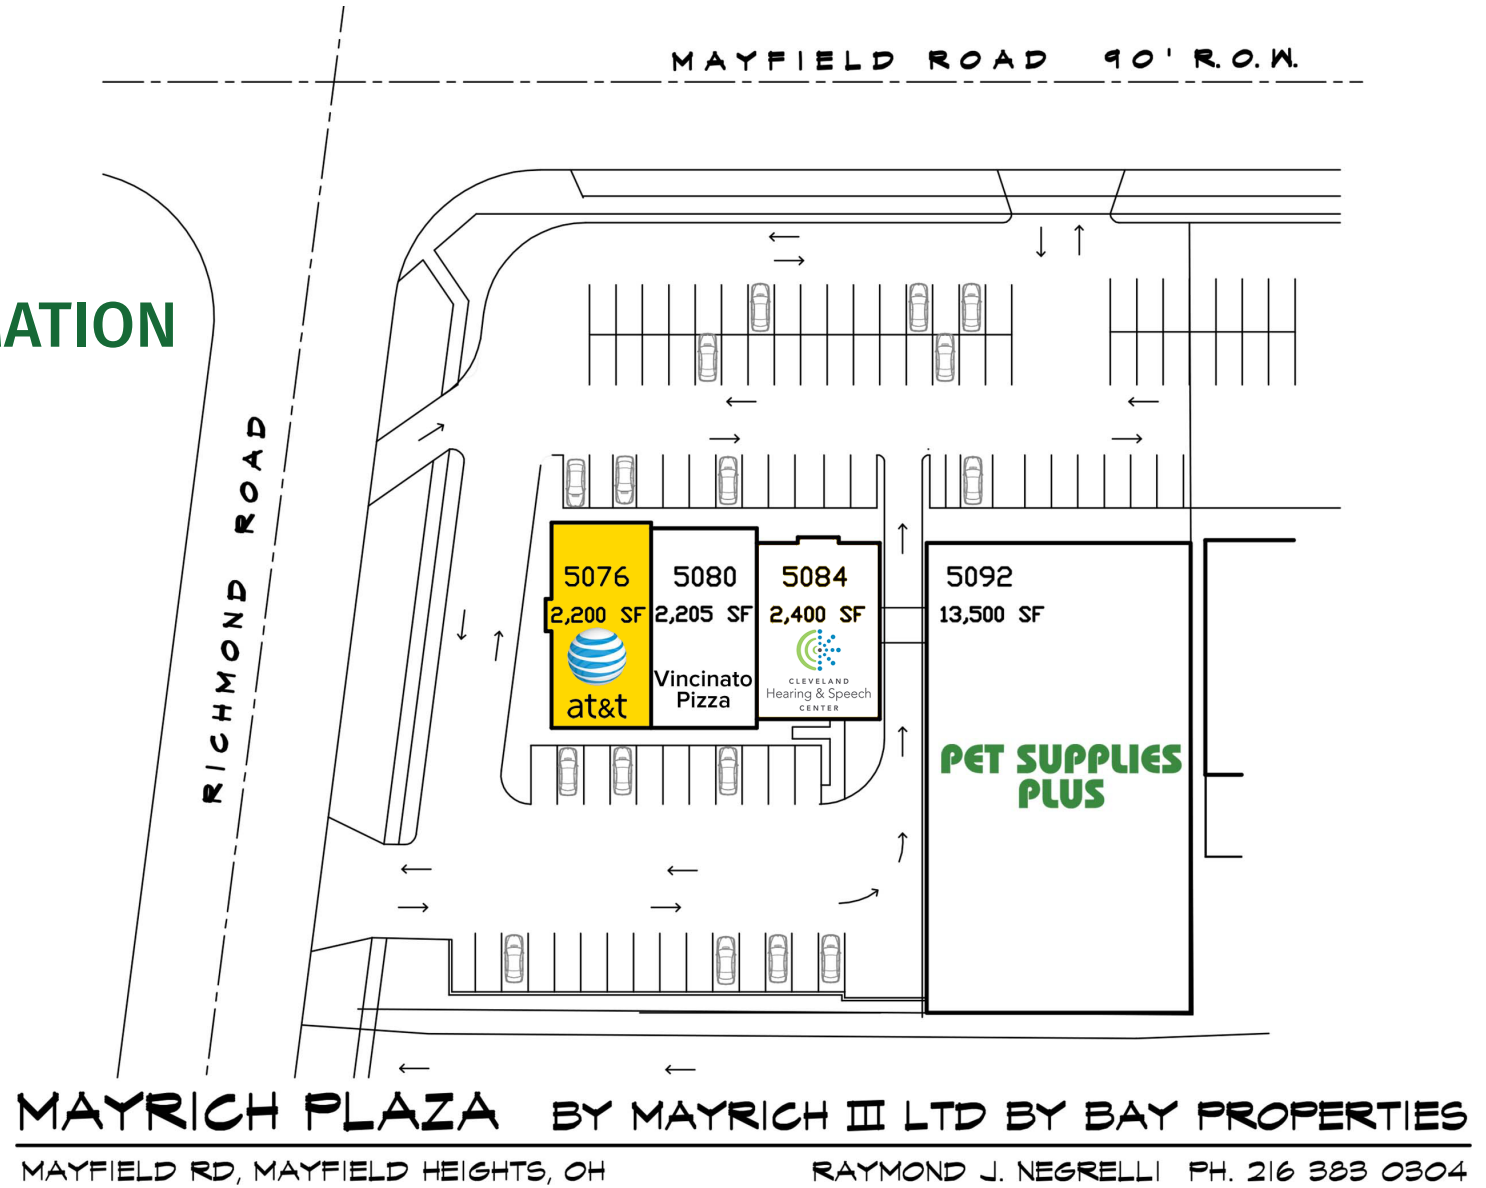 MAYFIELD ROAD 90' R.O.W.
MATION
RICHMOND ROAD
5076
2,200 SF
at&t
5080
2,205 SF
Vincinato
Pizza
5084
2,400 SF
CLEVELAND
Hearing & Speech
CENTER
5092
13,500 SF
PET SUPPLIES
PLUS
MAYRICH PLAZA BY MAYRICH III LTD BY BAY PROPERTIES
MAYFIELD RD, MAYFIELD HEIGHTS, OH RAYMOND J. NEGRELLI PH. 216 383 0304